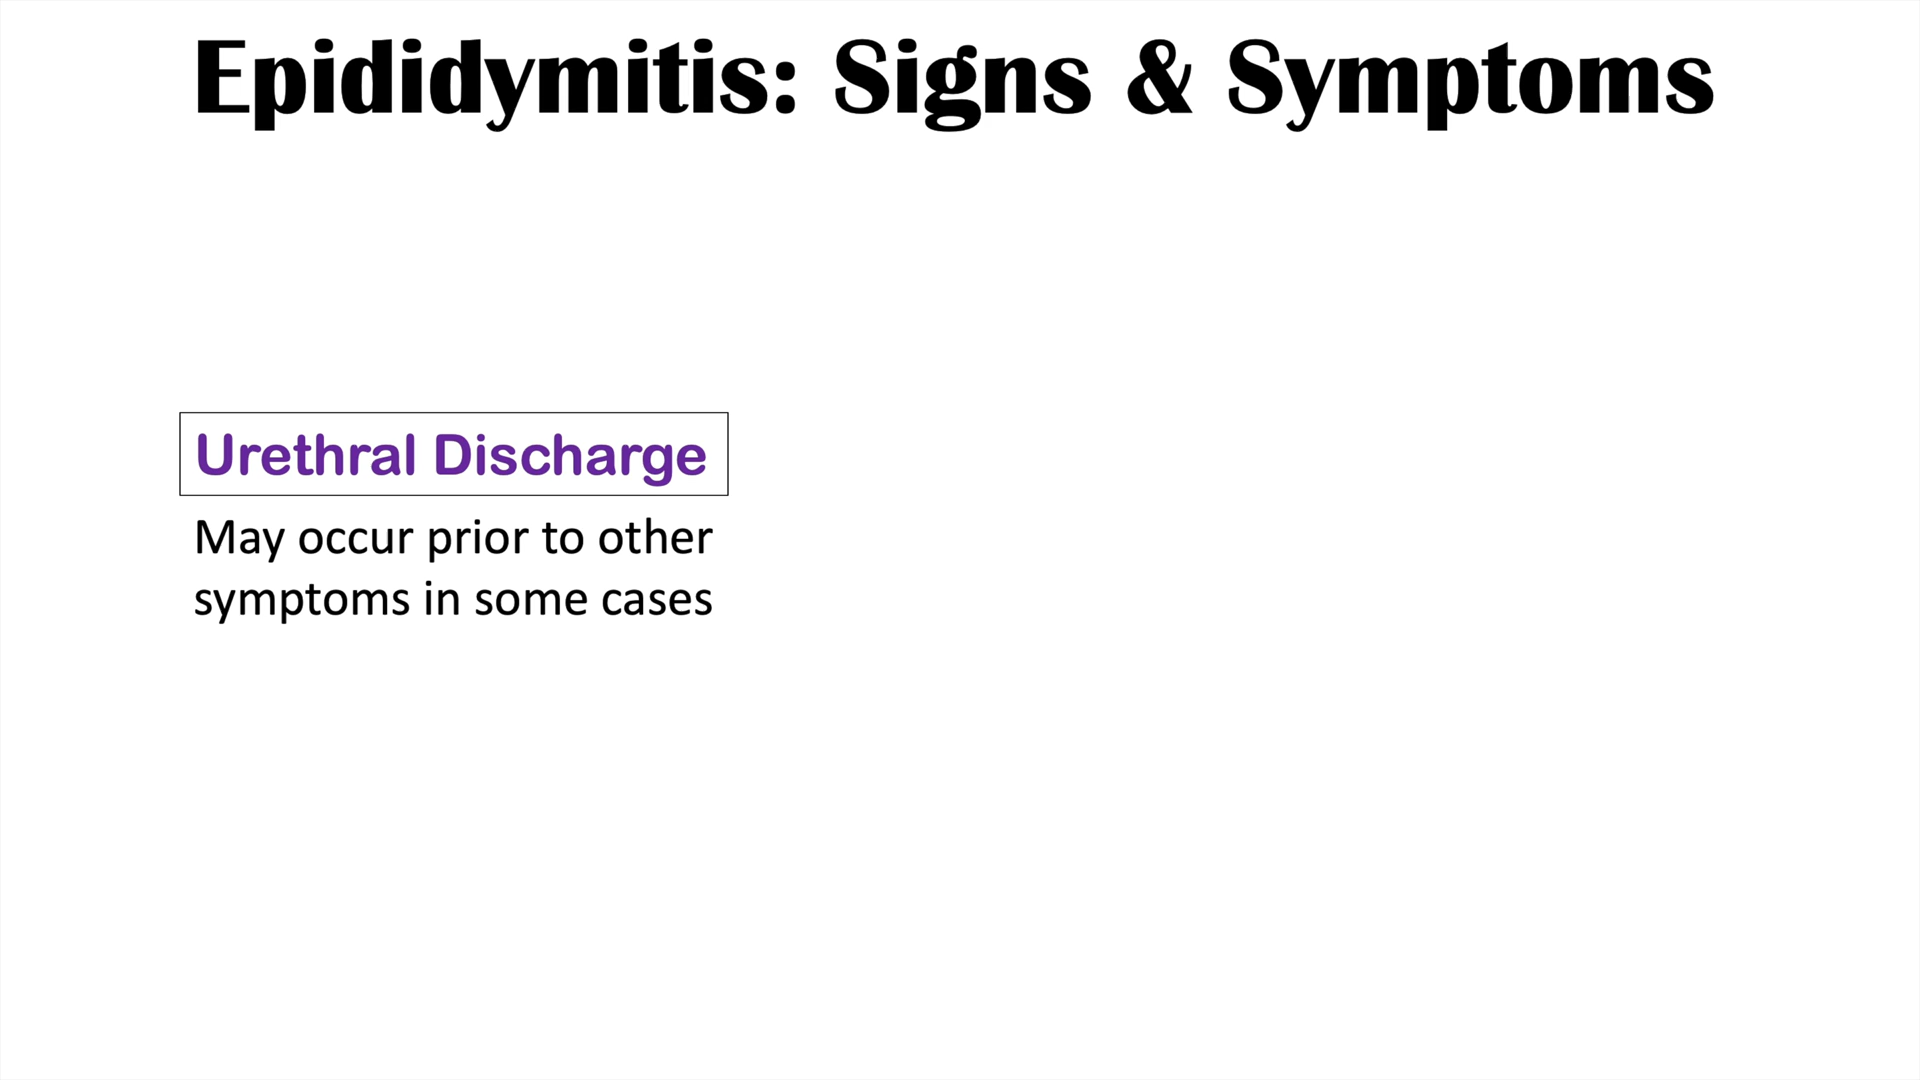 Epididymitis: Signs & Symptoms
Urethral Discharge
May occur prior to other
symptoms in some cases